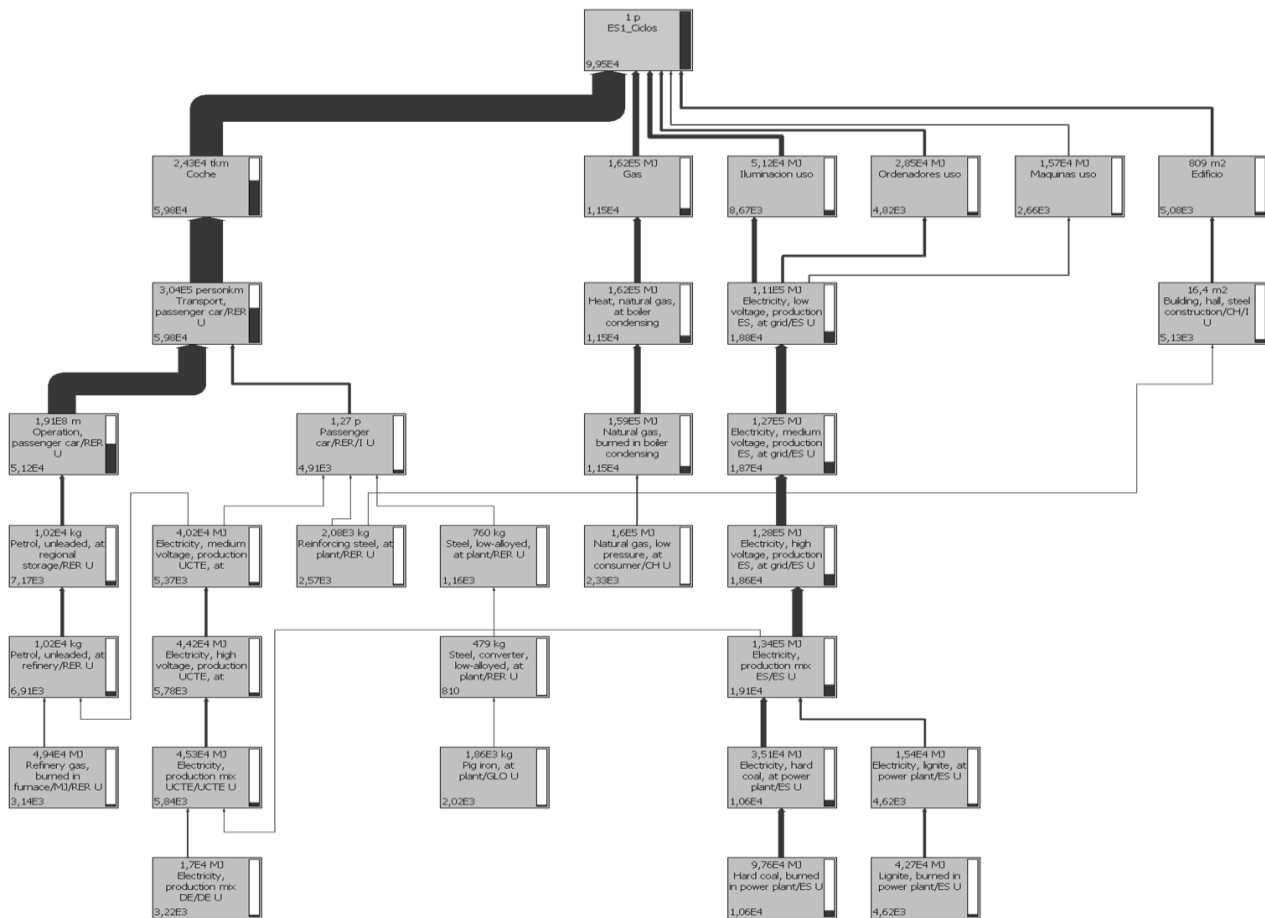 1 p
ES1_Ciclos
9,95E4
2,43E4 tkm
Coche
5,98E4
1,62E5 MJ
Gas
1,15E4
5,12E4 MJ
Iluminacion uso
8,67E3
2,85E4 MJ
Ordenadores uso
4,82E3
1,57E4 MJ
Maquinas uso
2,66E3
809 m2
Edificio
5,08E3
3,04E5 personkm
Transport,
passenger car/RER
U
5,98E4
1,62E5 MJ
Heat, natural gas,
at boiler
condensing
1,15E4
1,11E5 MJ
Electricity, low
voltage, production
ES, at grid/ES U
1,88E4
16,4 m2
Building, hall, steel
construction/CH/I
U
5,13E3
1,91E8 m
Operation,
passenger car/RER
U
5,12E4
1,27 p
Passenger
car/RER/I U
4,91E3
1,59E5 MJ
Natural gas,
burned in boiler
condensing
1,15E4
1,27E5 MJ
Electricity, medium
voltage, production
ES, at grid/ES U
1,87E4
1,02E4 kg
Petrol, unleaded, at
regional
storage/RER U
7,17E3
4,02E4 MJ
Electricity, medium
voltage, production
UCTE, at
5,37E3
2,08E3 kg
Reinforcing steel, at
plant/RER U
2,57E3
760 kg
Steel, low-alloyed,
at plant/RER U
1,16E3
1,6E5 MJ
Natural gas, low
pressure, at
consumer/CH U
2,33E3
1,28E5 MJ
Electricity, high
voltage, production
ES, at grid/ES U
1,86E4
1,02E4 kg
Petrol, unleaded, at
refinery/RER U
6,91E3
4,42E4 MJ
Electricity, high
voltage, production
UCTE, at
5,78E3
479 kg
Steel, converter,
low-alloyed, at
plant/RER U
810
1,34E5 MJ
Electricity,
production mix
ES/ES U
1,91E4
4,94E4 MJ
Refinery gas,
burned in
furnace/MJ/RER U
3,14E3
4,53E4 MJ
Electricity,
production mix
UCTE/UCTE U
5,84E3
1,86E3 kg
Pig iron, at
plant/GLO U
2,02E3
3,51E4 MJ
Electricity, hard
coal, at power
plant/ES U
1,06E4
1,54E4 MJ
Electricity, lignite, at
power plant/ES U
4,62E3
1,7E4 MJ
Electricity,
production mix
DE/DE U
3,22E3
9,76E4 MJ
Hard coal, burned
in power plant/ES U
1,06E4
4,27E4 MJ
Lignite, burned in
power plant/ES U
4,62E3